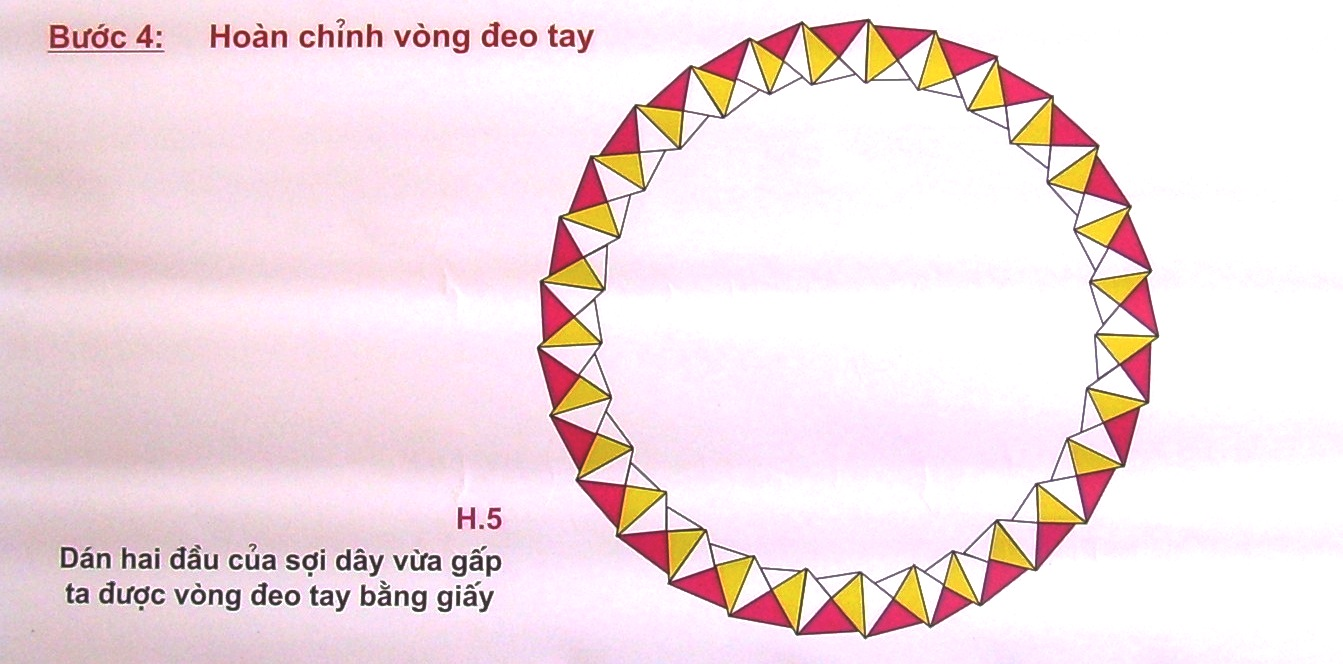 Bước 4: Hoàn chỉnh vòng đeo tay
H.5
Dán hai đầu của sợi dây vừa gấp
ta được vòng đeo tay bằng giấy